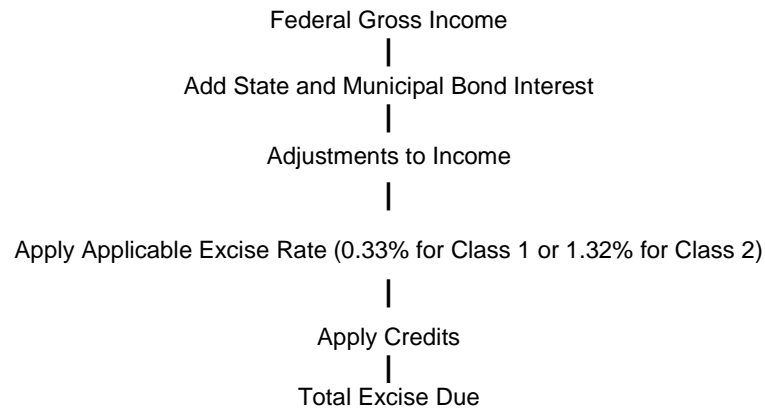 Federal Gross Income
Add State and Municipal Bond Interest
Adjustments to Income
Apply Applicable Excise Rate (0.33% for Class 1 or 1.32% for Class 2)
Apply Credits
Total Excise Due